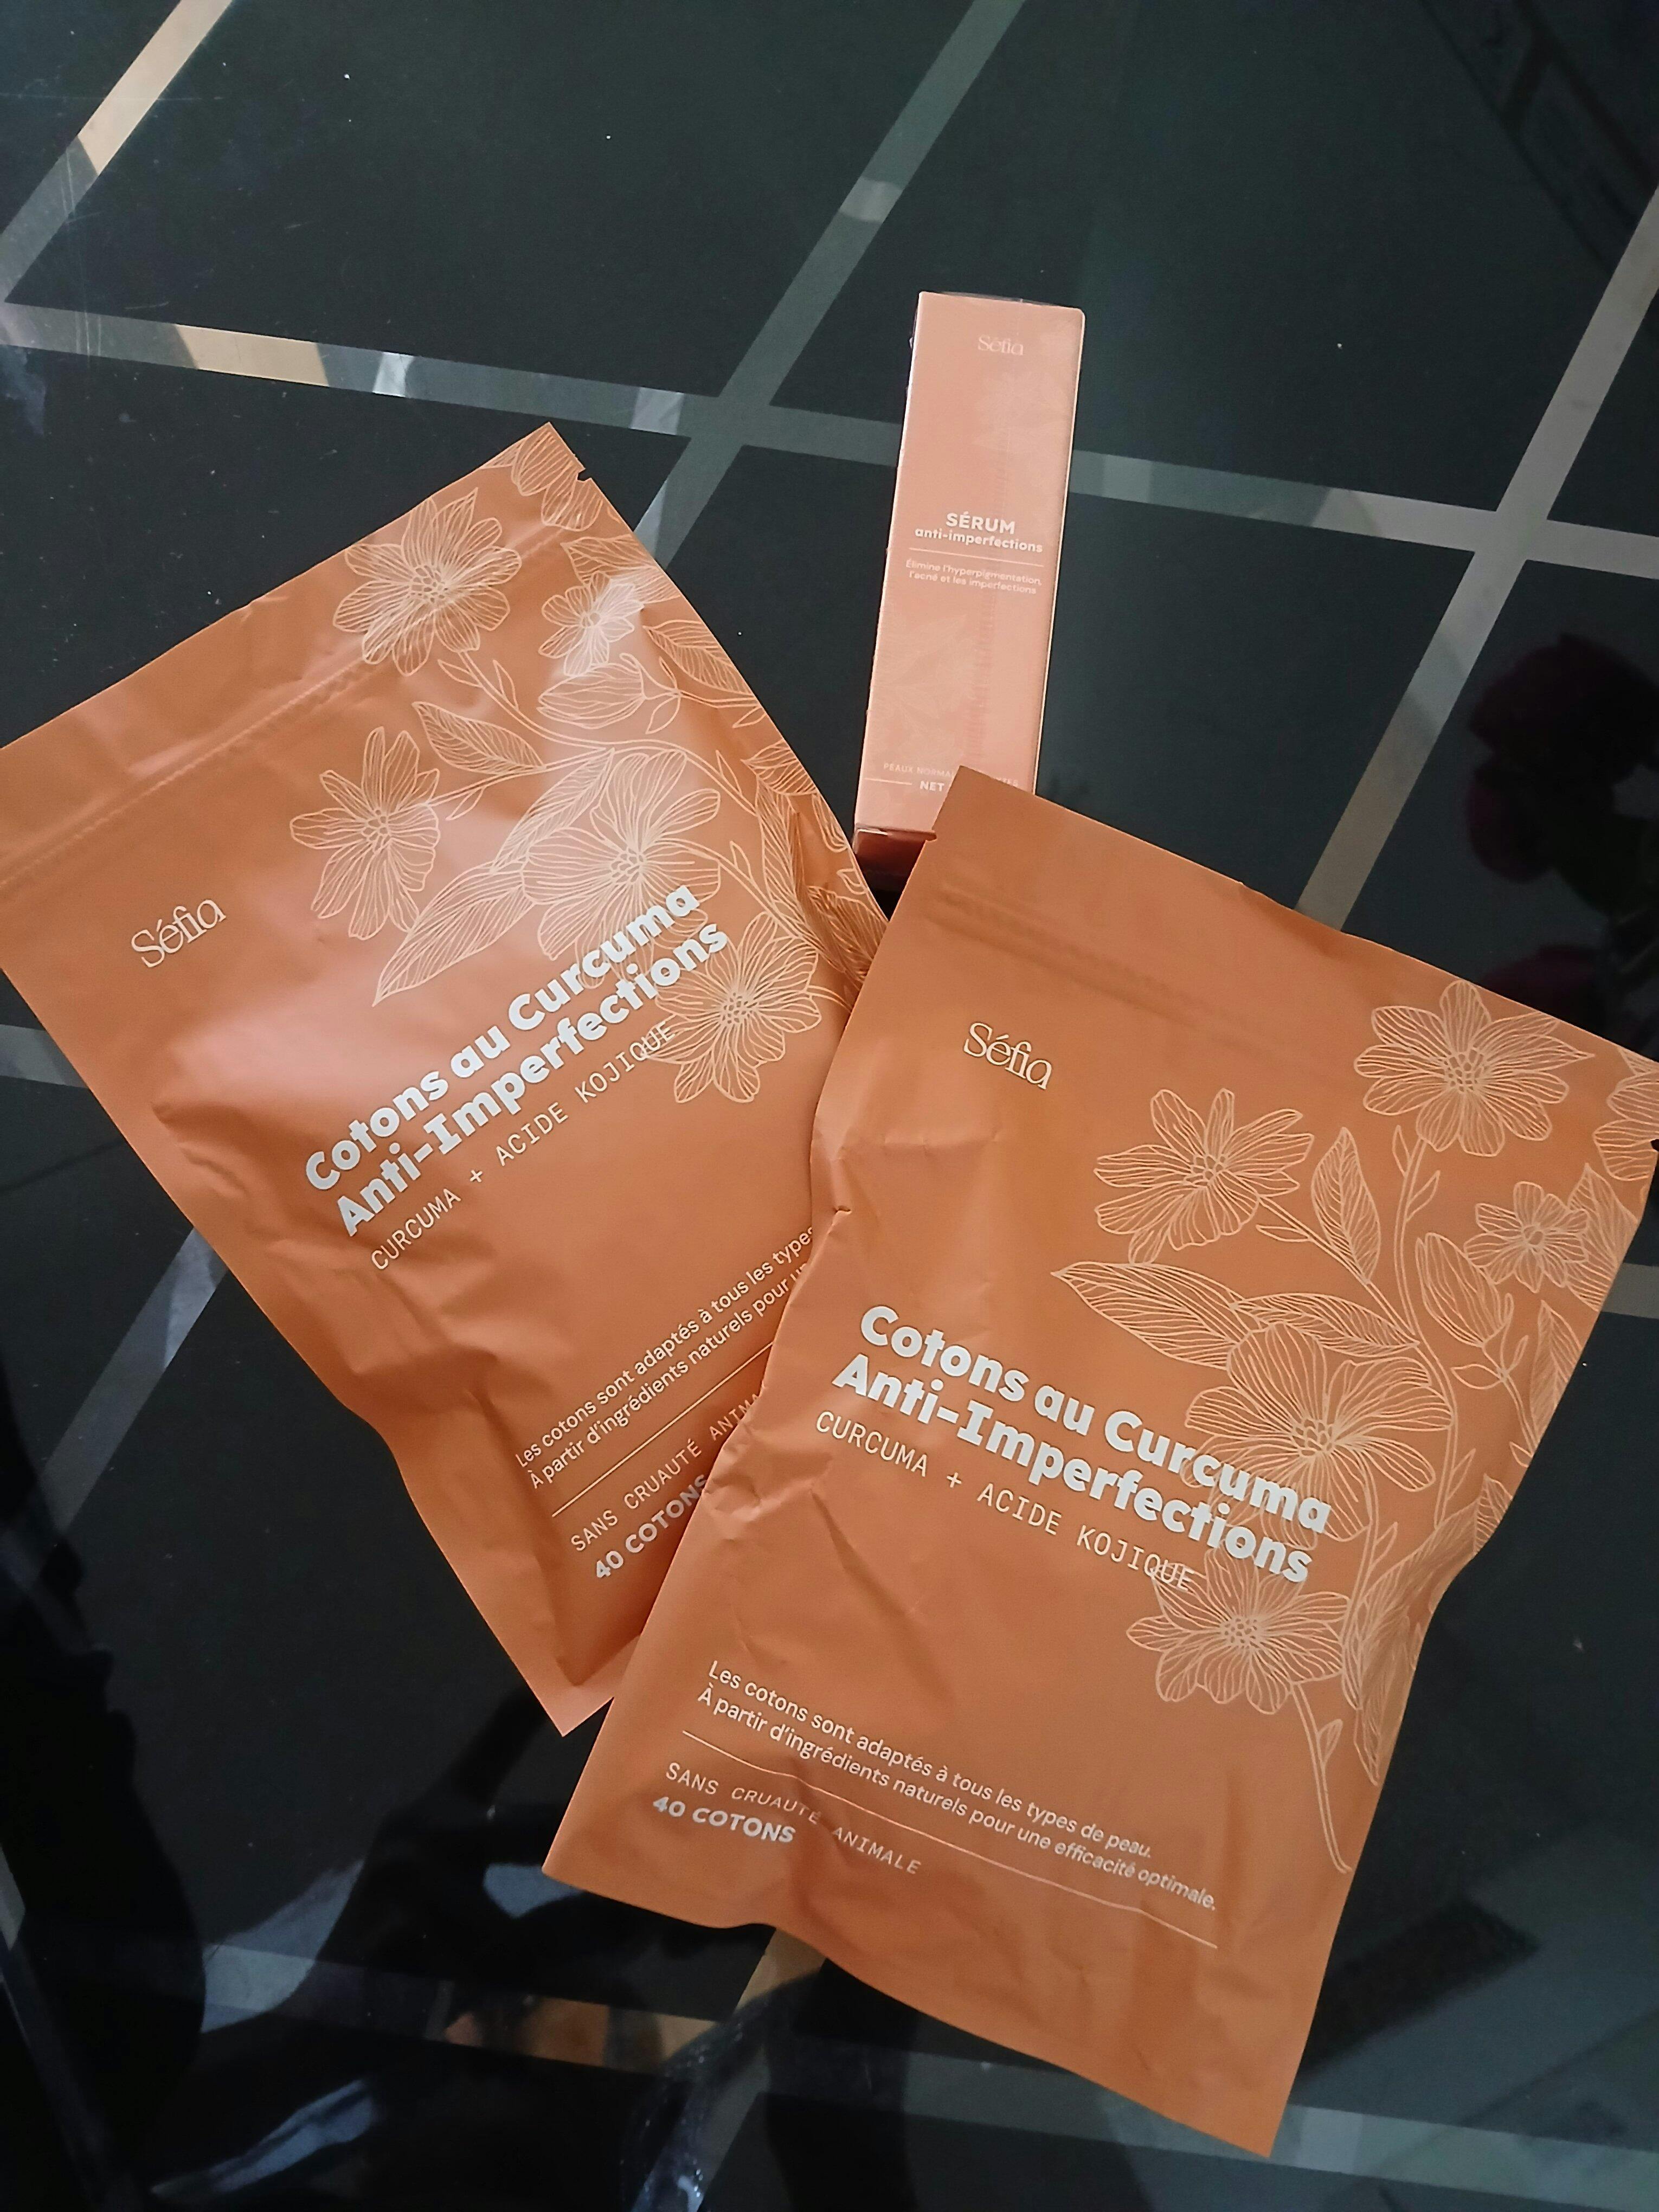 Séfia
SÉRUM
anti-imperfections
Élimine l'hyperpigmentation,
l'acné et les imperfections
PEAUX
NET
Séfia
Cotons au Curcuma
Anti-Imperfections
CURCUMA + ACIDE KOJIQUE
Les cotons sont adaptés à tous les types
À partir d'ingrédients naturels pour
SANS CRUAUTÉ
40 COTONS
Séfia
Cotons au Curcuma
Anti-Imperfections
CURCUMA + ACIDE KOJIQUE
Les cotons sont adaptés à tous les types de peau.
À partir d'ingrédients naturels pour une efficacité optimale.
SANS CRUAUTÉ ANIMALE
40 COTONS